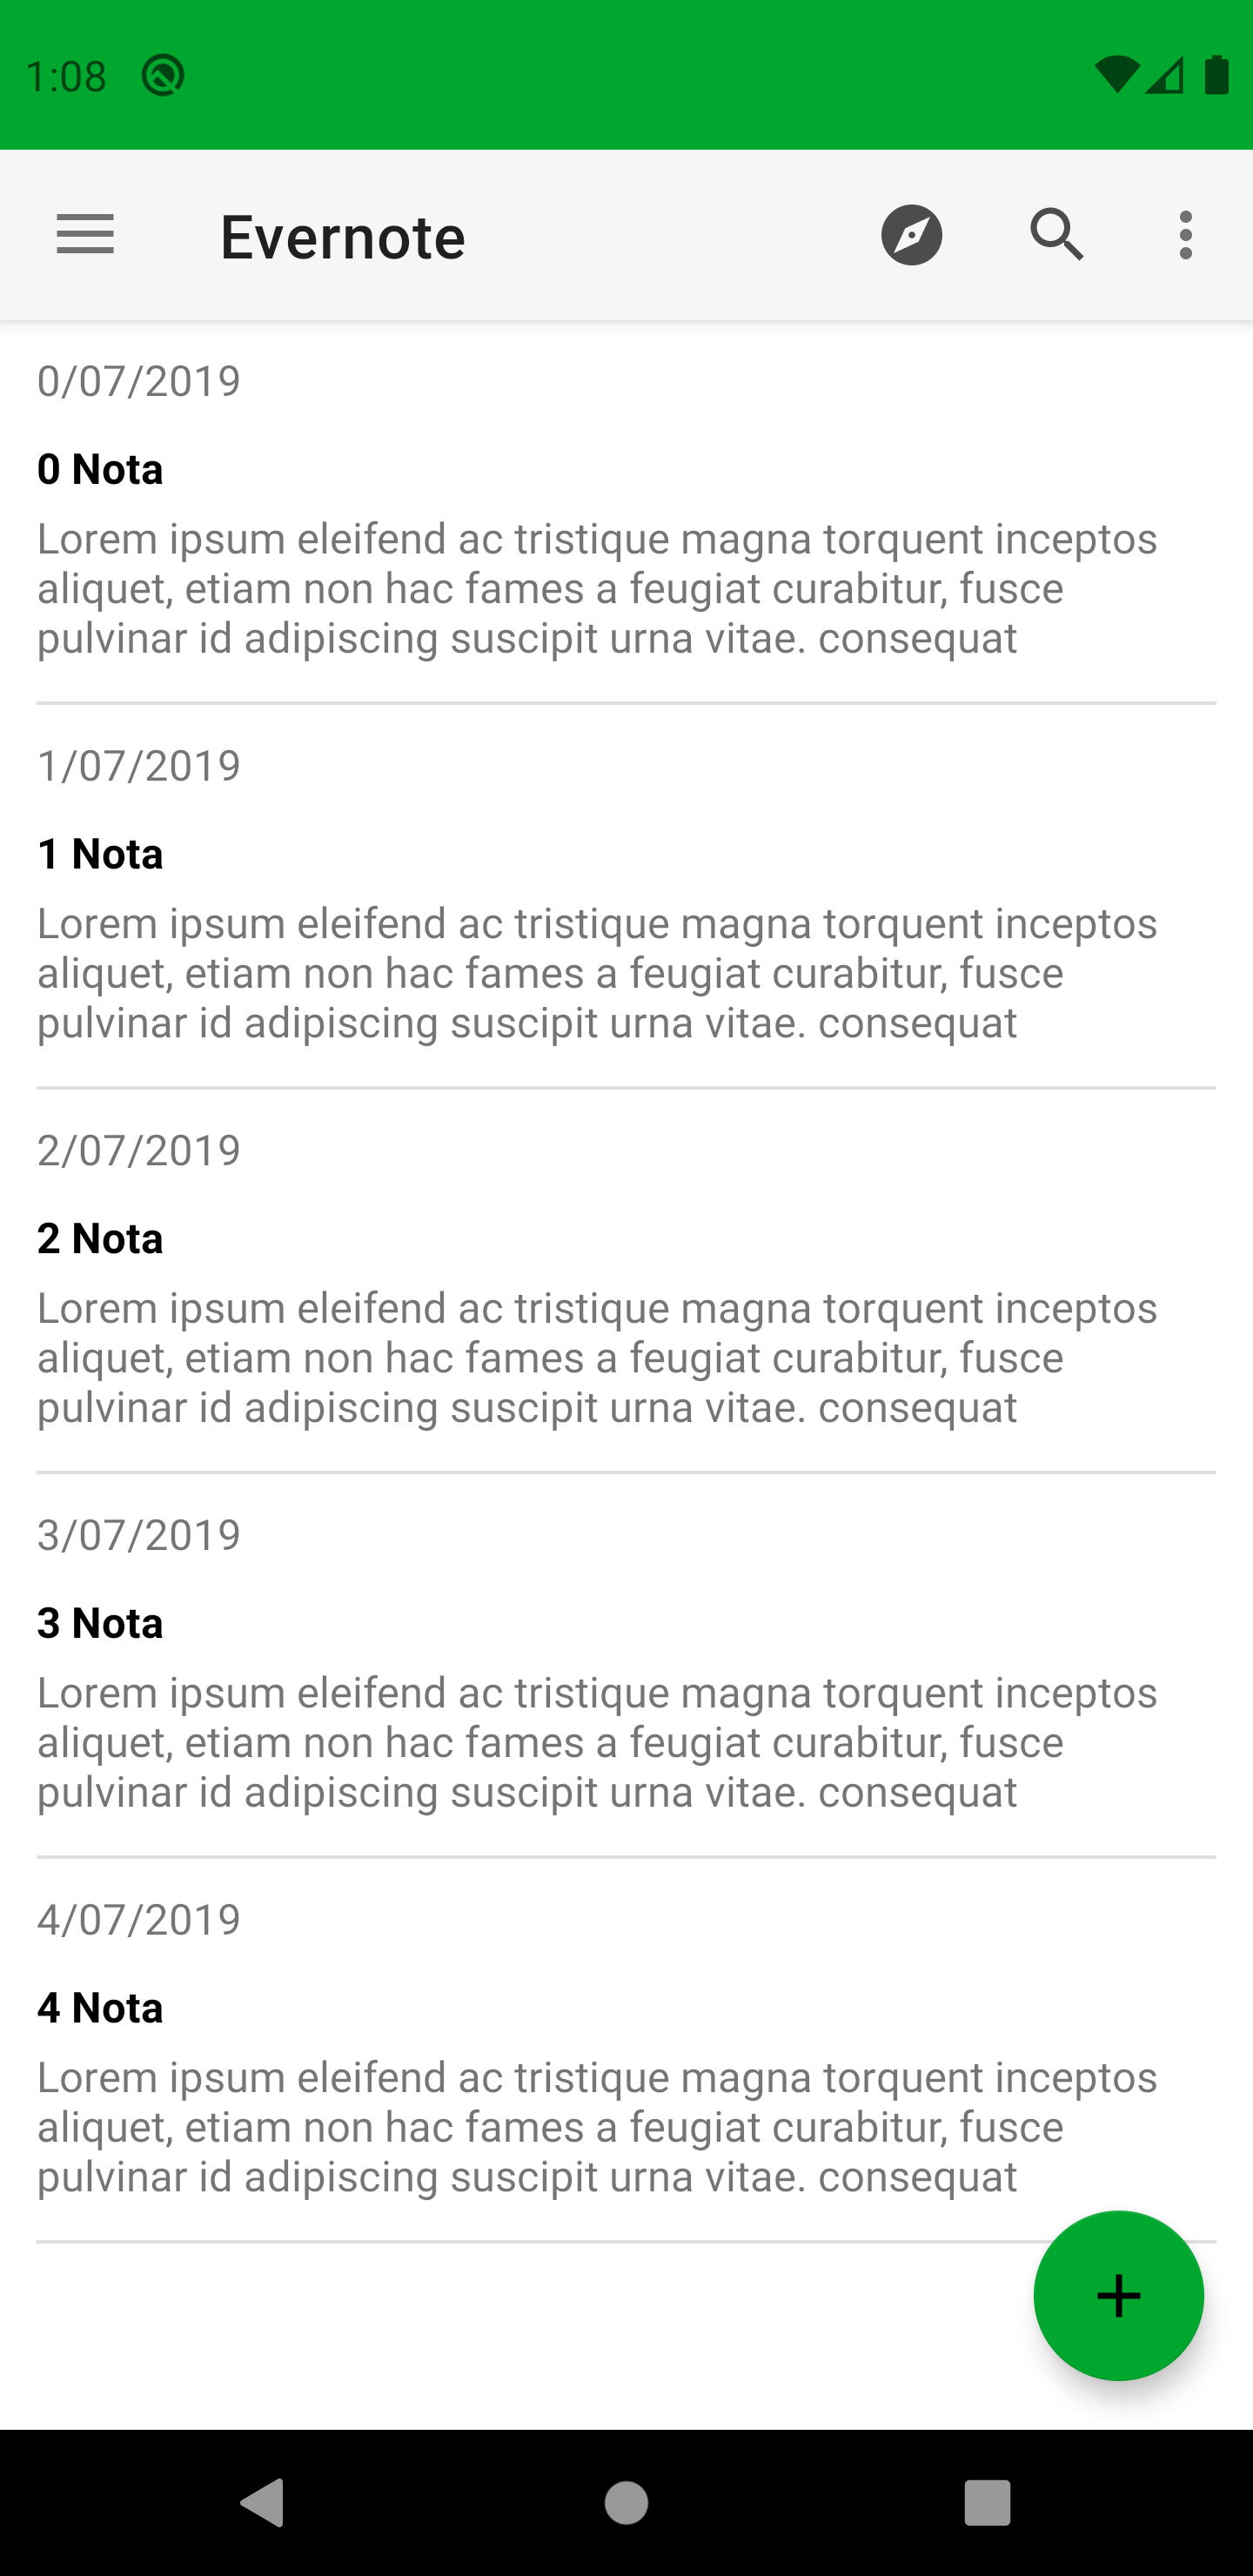 1:08
Evernote
0/07/2019
0 Nota
Lorem ipsum eleifend ac tristique magna torquent inceptos
aliquet, etiam non hac fames a feugiat curabitur, fusce
pulvinar id adipiscing suscipit urna vitae. consequat
1/07/2019
1 Nota
Lorem ipsum eleifend ac tristique magna torquent inceptos
aliquet, etiam non hac fames a feugiat curabitur, fusce
pulvinar id adipiscing suscipit urna vitae. consequat
2/07/2019
2 Nota
Lorem ipsum eleifend ac tristique magna torquent inceptos
aliquet, etiam non hac fames a feugiat curabitur, fusce
pulvinar id adipiscing suscipit urna vitae. consequat
3/07/2019
3 Nota
Lorem ipsum eleifend ac tristique magna torquent inceptos
aliquet, etiam non hac fames a feugiat curabitur, fusce
pulvinar id adipiscing suscipit urna vitae. consequat
4/07/2019
4 Nota
Lorem ipsum eleifend ac tristique magna torquent inceptos
aliquet, etiam non hac fames a feugiat curabitur, fusce
pulvinar id adipiscing suscipit urna vitae. consequat